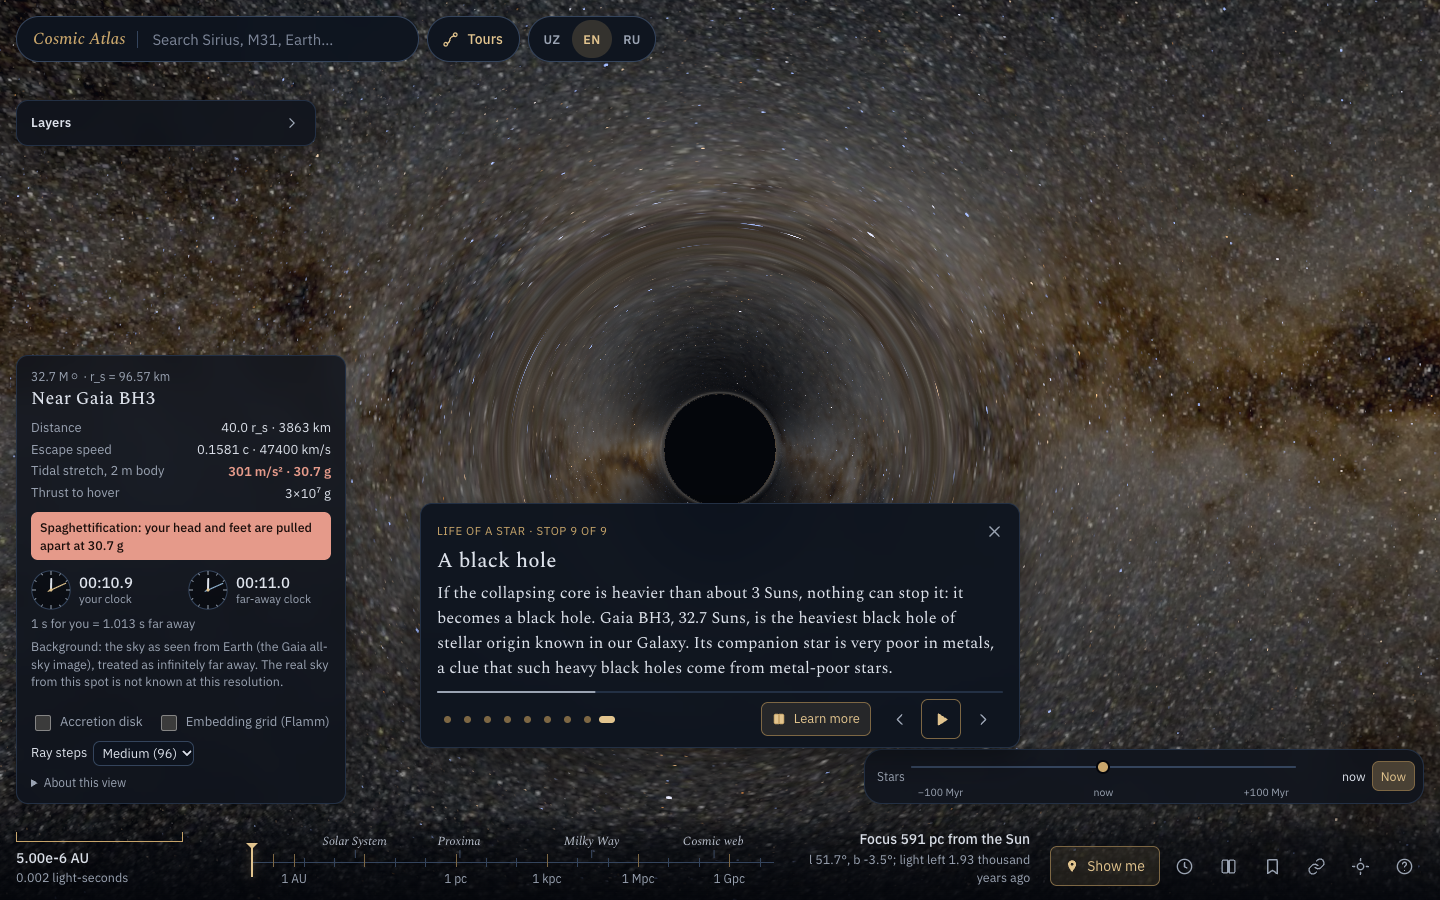 Cosmic Atlas
Search Sirius, M31, Earth...
Tours
UZ EN RU
Layers
32.7 M☉ · r_s = 96.57 km
Near Gaia BH3
Distance 40.0 r_s · 3863 km
Escape speed 0.1581 c · 47400 km/s
Tidal stretch, 2 m body 301 m/s² · 30.7 g
Thrust to hover 3×10⁷ g
Spaghettification: your head and feet are pulled
apart at 30.7 g
00:10.9 00:11.0
your clock far-away clock
1 s for you = 1.013 s far away
Background: the sky as seen from Earth (the Gaia all-
sky image), treated as infinitely far away. The real sky
from this spot is not known at this resolution.
Accretion disk Embedding grid (Flamm)
Ray steps Medium (96)
About this view
LIFE OF A STAR · STOP 9 OF 9
A black hole
If the collapsing core is heavier than about 3 Suns, nothing can stop it: it
becomes a black hole. Gaia BH3, 32.7 Suns, is the heaviest black hole of
stellar origin known in our Galaxy. Its companion star is very poor in metals,
a clue that such heavy black holes come from metal-poor stars.
Learn more
Stars now Now
−100 Myr now +100 Myr
5.00e-6 AU
0.002 light-seconds
Solar System Proxima Milky Way Cosmic web
1 AU 1 pc 1 kpc 1 Mpc 1 Gpc
Focus 591 pc from the Sun
l 51.7°, b -3.5°; light left 1.93 thousand
years ago
Show me